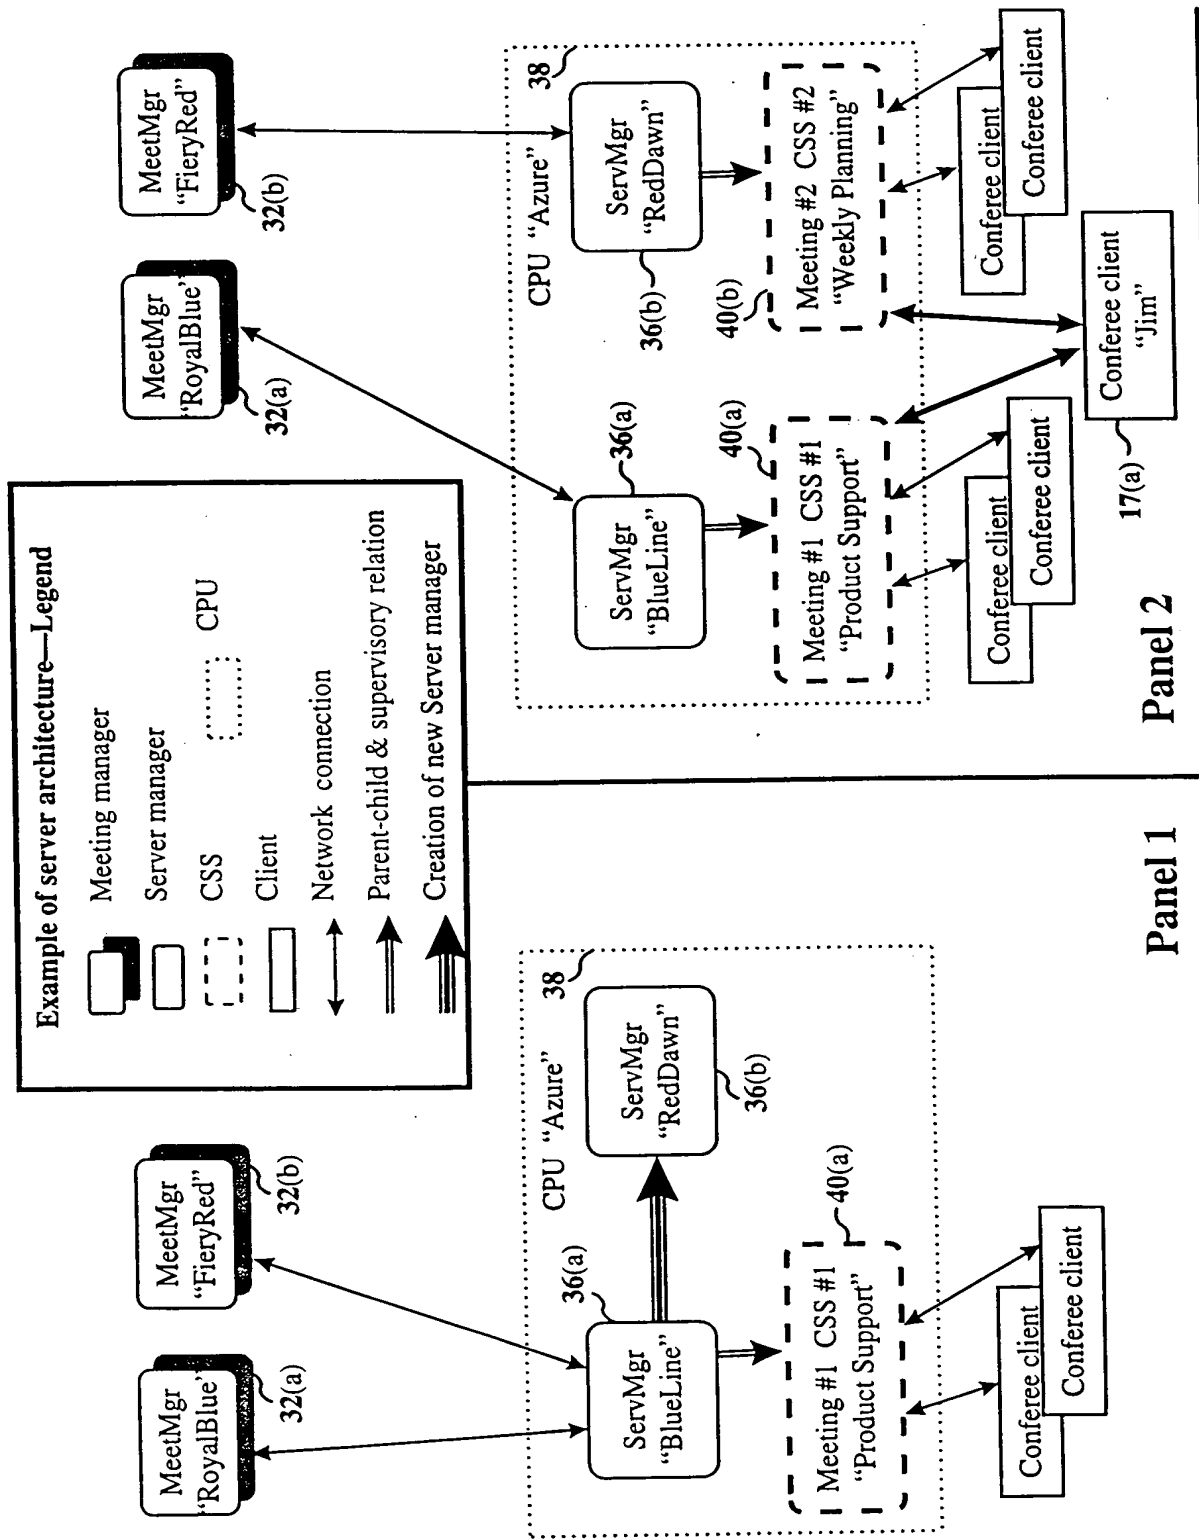 Example of server architecture—Legend
Meeting manager
Server manager
CSS
CPU
Client
Network connection
Parent-child & supervisory relation
Creation of new Server manager
MeetMgr
“RoyalBlue”
32(a)
MeetMgr
“FieryRed”
32(b)
CPU “Azure”
38
ServMgr
“BlueLine”
36(a)
ServMgr
“RedDawn”
36(b)
Meeting #1 CSS #1
“Product Support”
40(a)
Conferee client
Conferee client
Panel 1
MeetMgr
“RoyalBlue”
32(a)
MeetMgr
“FieryRed”
32(b)
CPU “Azure”
38
ServMgr
“BlueLine”
36(a)
ServMgr
“RedDawn”
36(b)
Meeting #1 CSS #1
“Product Support”
40(a)
Meeting #2 CSS #2
“Weekly Planning”
40(b)
Conferee client
Conferee client
Conferee client
“Jim”
17(a)
Conferee client
Conferee client
Panel 2